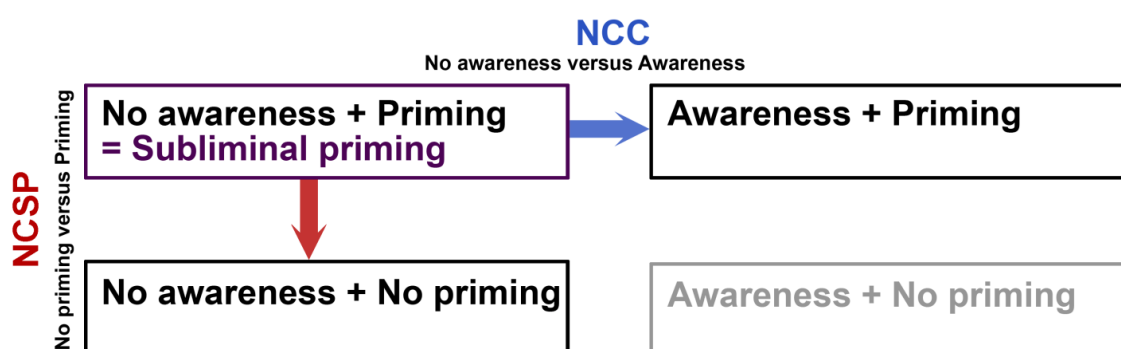 NCC
No awareness versus Awareness
NCSP
No priming versus Priming
No awareness + Priming
= Subliminal priming
Awareness + Priming
No awareness + No priming
Awareness + No priming